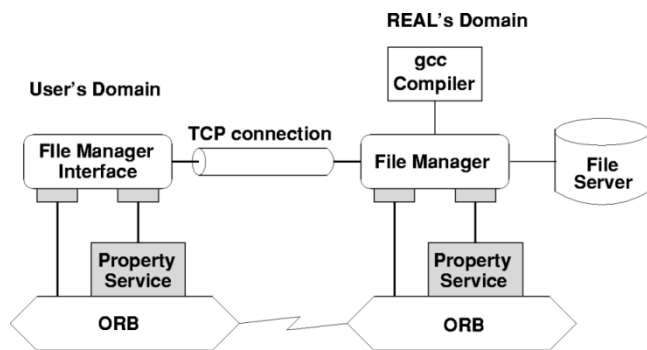 REAL's Domain
gcc
Compiler
User's Domain
TCP connection
FIle Manager
Interface
File Manager
File
Server
Property
Service
Property
Service
ORB
ORB